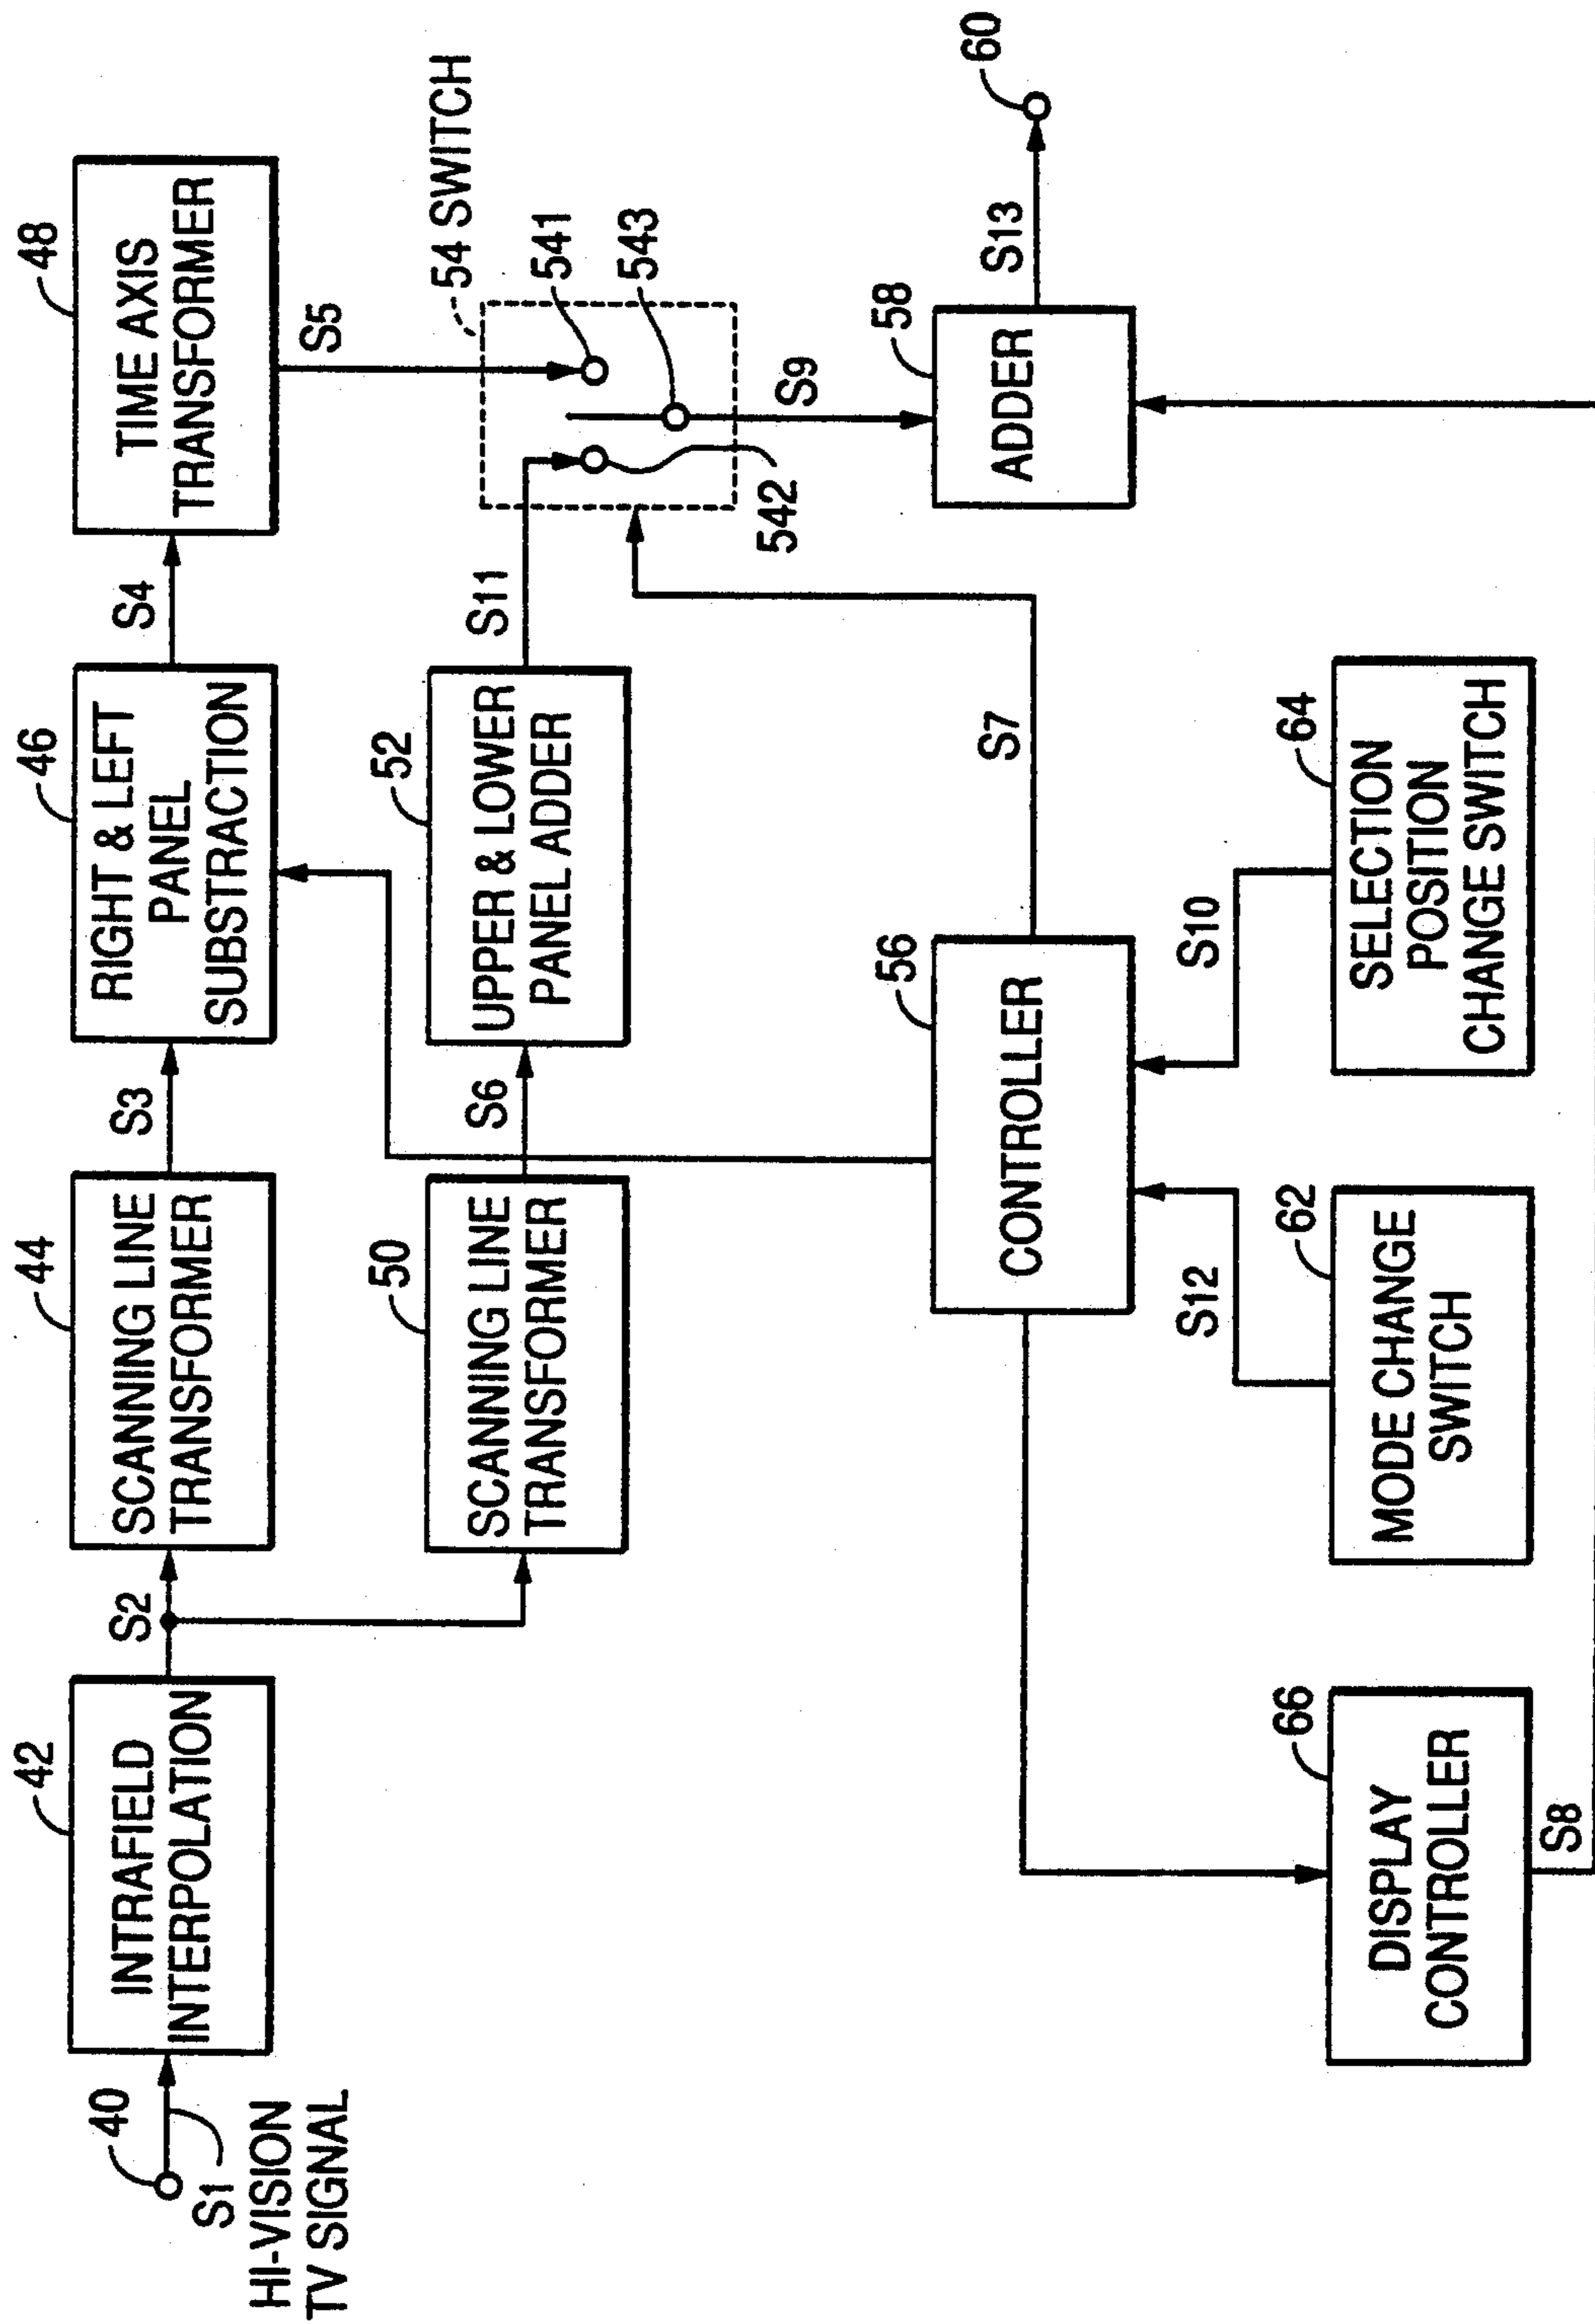 40
S1
HI-VISION
TV SIGNAL
42
INTRAFIELD
INTERPOLATION
S2
44
SCANNING LINE
TRANSFORMER
S3
46
RIGHT & LEFT
PANEL
SUBSTRACTION
S4
48
TIME AXIS
TRANSFORMER
S5
50
SCANNING LINE
TRANSFORMER
S6
52
UPPER & LOWER
PANEL ADDER
S11
54 SWITCH
541
543
542
S9
56
CONTROLLER
S7
58
ADDER
S13
60
66
DISPLAY
CONTROLLER
S8
S12
62
MODE CHANGE
SWITCH
S10
64
SELECTION
POSITION
CHANGE SWITCH